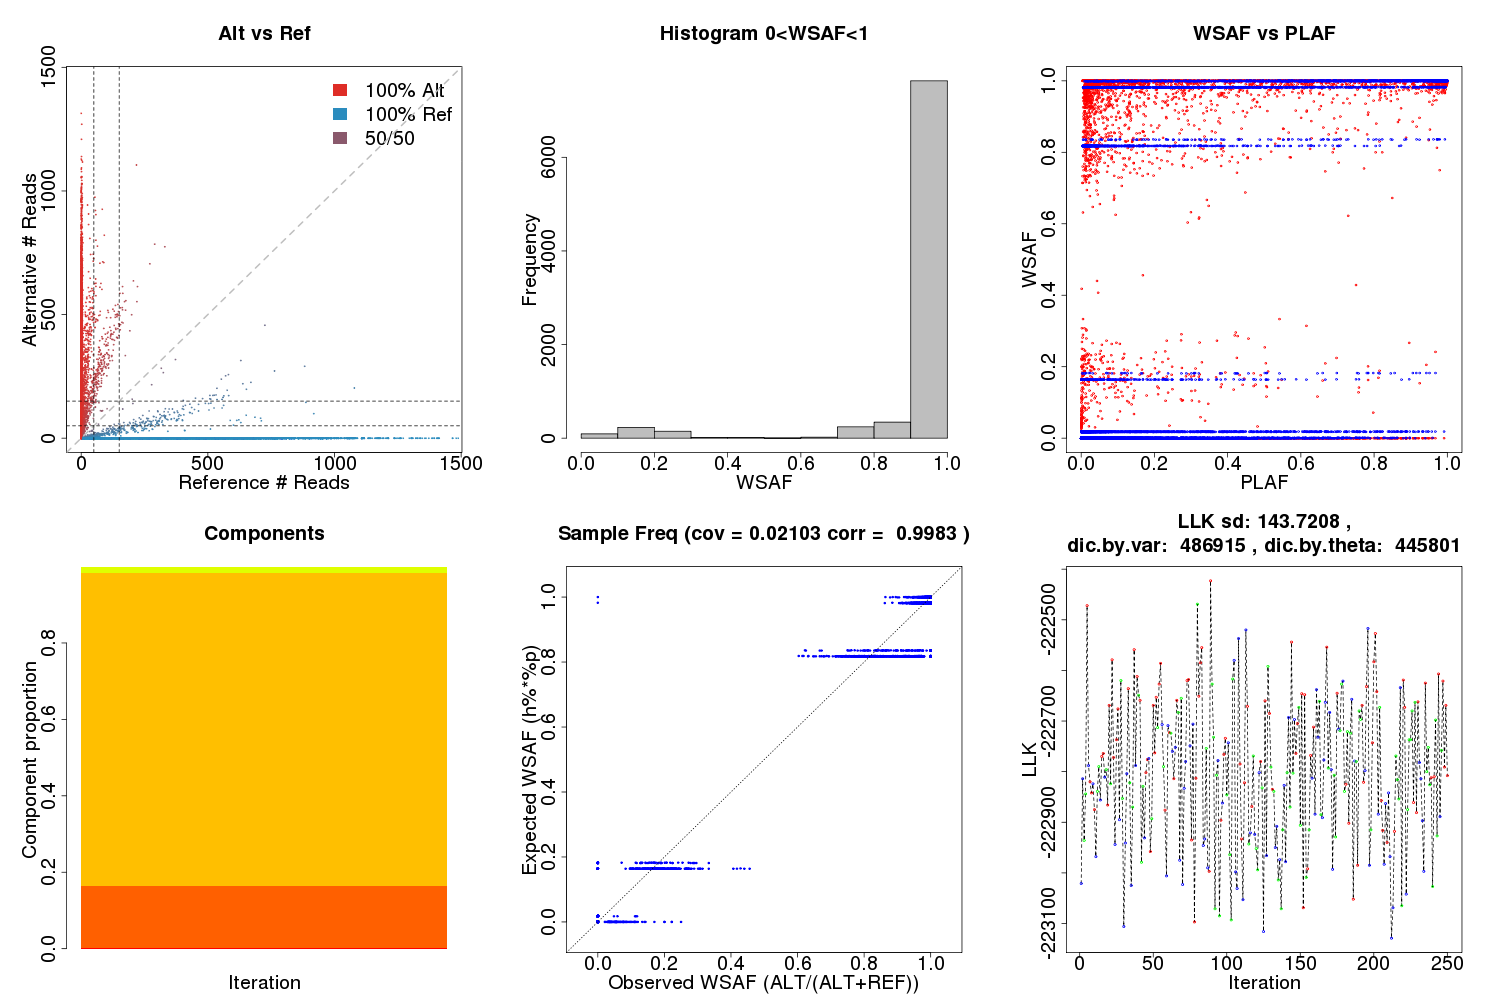 Alt vs Ref
1500
1000
500
0
Alternative # Reads
100% Alt
100% Ref
50/50
0
500
1000
1500
Reference # Reads
Histogram 0<WSAF<1
6000
4000
2000
0
Frequency
0.0
0.2
0.4
0.6
0.8
1.0
WSAF
WSAF vs PLAF
1.0
0.8
0.6
0.4
0.2
0.0
WSAF
0.0
0.2
0.4
0.6
0.8
1.0
PLAF
Components
0.8
0.6
0.4
0.2
0.0
Component proportion
Iteration
Sample Freq (cov = 0.02103 corr = 0.9983 )
1.0
0.8
0.6
0.4
0.2
0.0
Expected WSAF (h%*%p)
0.0
0.2
0.4
0.6
0.8
1.0
Observed WSAF (ALT/(ALT+REF))
LLK sd: 143.7208 ,
dic.by.var: 486915 , dic.by.theta: 445801
-222500
-222700
-222900
-223100
LLK
0
50
100
150
200
250
Iteration